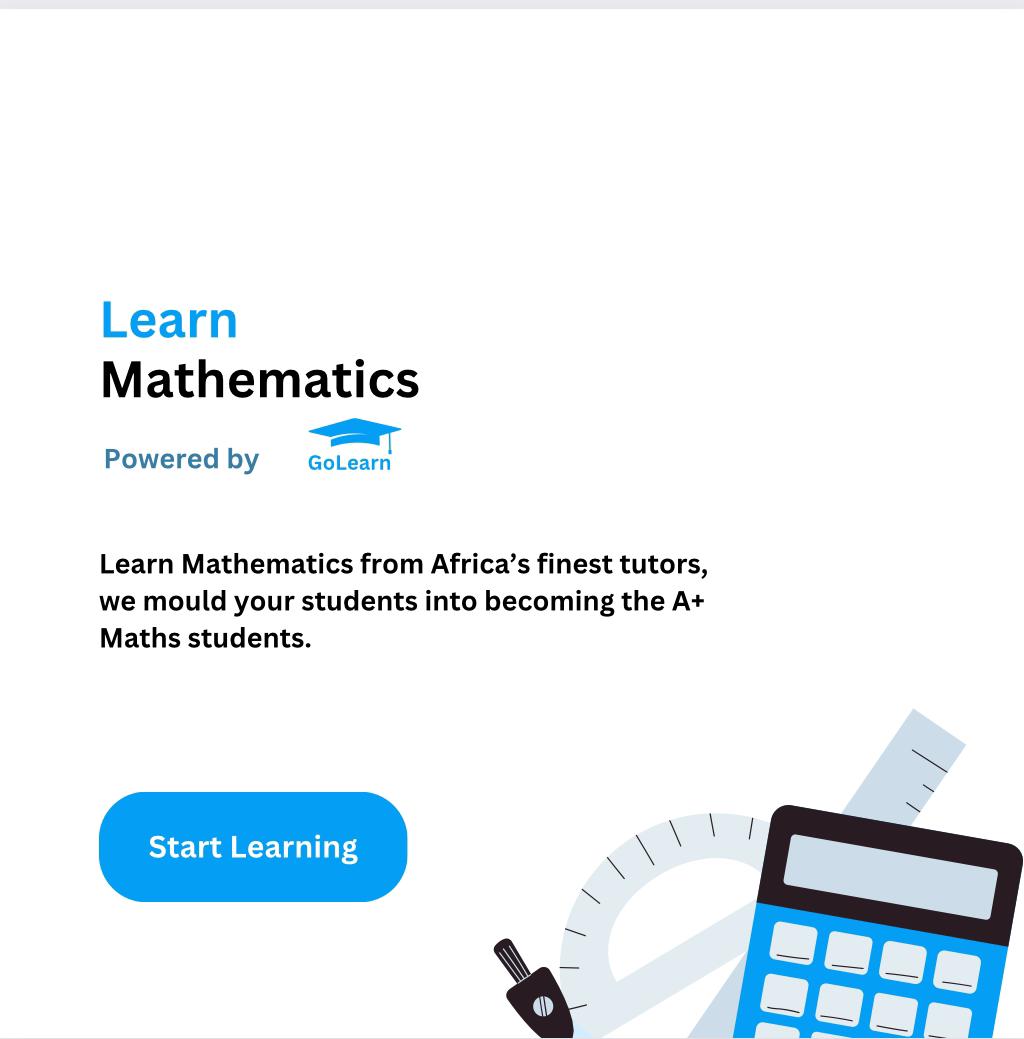 Learn
Mathematics
Powered by
GoLearn
Learn Mathematics from Africa’s finest tutors,
we mould your students into becoming the A+
Maths students.
Start Learning